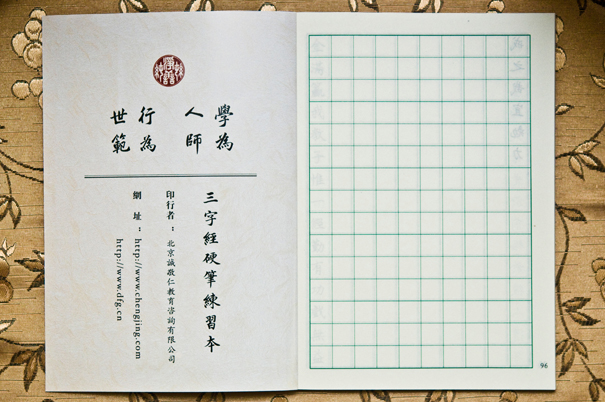 學為
人師
行為
世範
三字經硬筆練習本
印行者：北京誠敬仁教育咨詢有限公司
網址：http://www.chengjing.com
http://www.dfg.cn
96